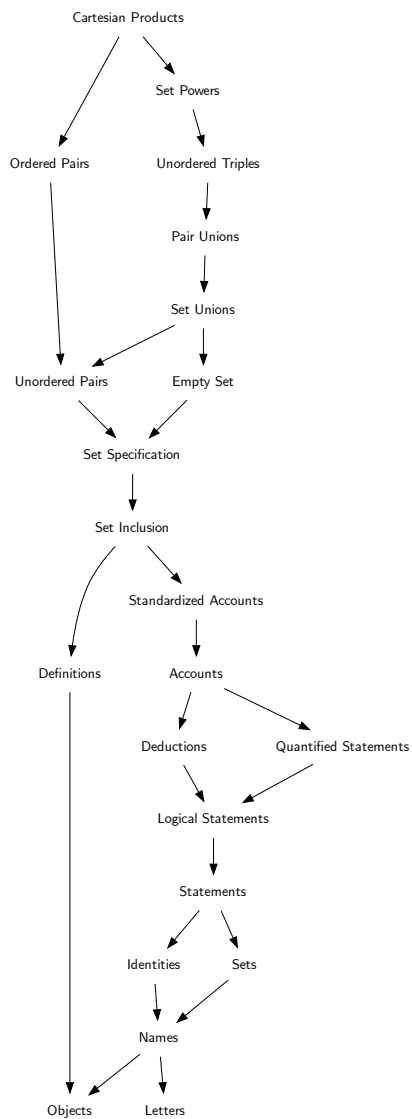 Cartesian Products
Set Powers
Ordered Pairs
Unordered Triples
Pair Unions
Set Unions
Unordered Pairs
Empty Set
Set Specification
Set Inclusion
Standardized Accounts
Definitions
Accounts
Deductions
Quantified Statements
Logical Statements
Statements
Identities
Sets
Names
Objects
Letters